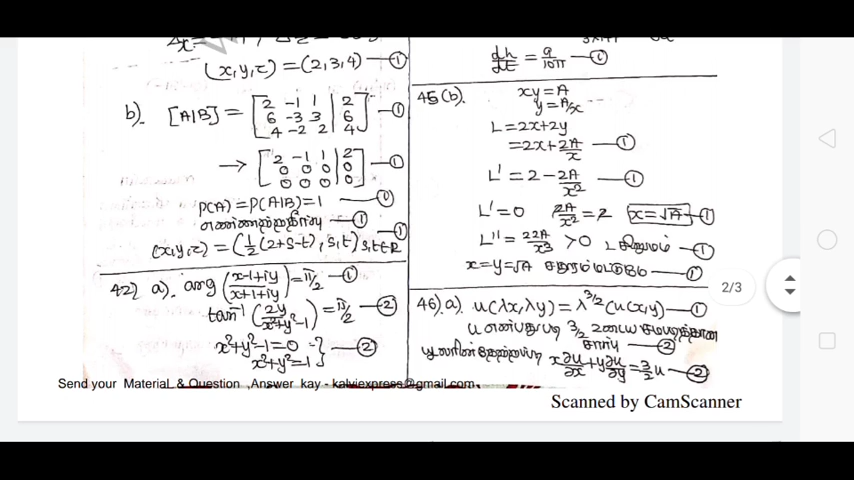 (x,y,z) = (2,3,4) — ①
b). [A|B] = [2 -1 1 | 2
6 -3 3 | 6
4 -2 2 | 4] — ①
→ [2 -1 1 | 2
0 0 0 | 0
0 0 0 | 0] — ①
ρ(A) = ρ(A|B) = 1 — ①
(x,y,z) = (½(2+s-t), s, t) s,t∈R
42) a). arg (x-1+iy / x+1+iy) = π/2 — ①
tan⁻¹ (2y / x²+y²-1) = π/2 — ②
x²+y²-1 = 0
x²+y² = 1 } — ②
dh/dt = 9/10π — ①
45(b). xy = A
y = A/x
L = 2x+2y
= 2x + 2A/x — ①
L' = 2 - 2A/x² — ①
L' = 0 2A/x² = 2 x = √A — ①
L'' = 22A/x³ > 0 — ①
x = y = √A — ①
46). a). u(λx, λy) = λ^3/2 (u(x,y) — ①
x ∂u/∂x + y ∂u/∂y = 3/2 u — ②
2/3
Send your Material & Question ,Answer kay - kalviexpress@gmail.com
Scanned by CamScanner